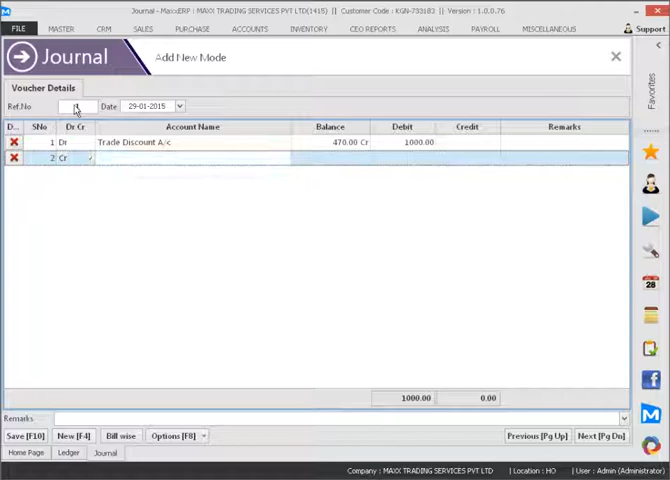 Journal - MaxxERP : MAXX TRADING SERVICES PVT LTD(1415) || Customer Code : KGN-733183 || Version : 1.0.0.76
FILE MASTER CRM SALES PURCHASE ACCOUNTS INVENTORY CEO REPORTS ANALYSIS PAYROLL MISCELLANEOUS Support
Journal Add New Mode
Favorites
Voucher Details
Ref.No 1 Date 29-01-2015
D... SNo Dr Cr Account Name Balance Debit Credit Remarks
1 Dr Trade Discount A/c 470.00 Cr 1000.00
2 Cr
28
1000.00 0.00
Remarks
Save [F10] New [F4] Bill wise Options [F8] Previous [Pg Up] Next [Pg Dn]
Home Page Ledger Journal
Company : MAXX TRADING SERVICES PVT LTD | Location : HO | User : Admin (Administrator)